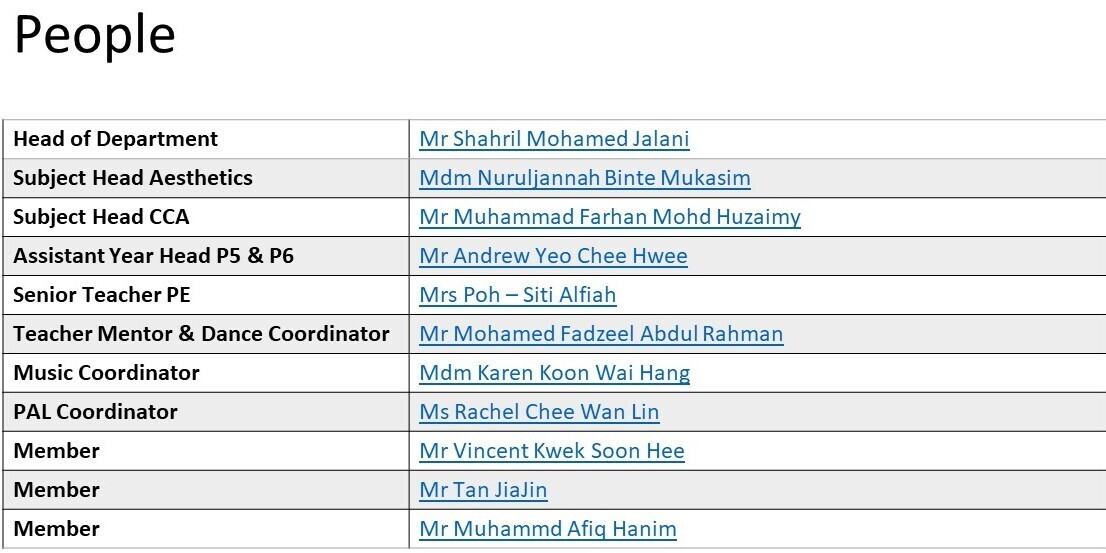 People
Head of Department Mr Shahril Mohamed Jalani
Subject Head Aesthetics Mdm Nuruljannah Binte Mukasim
Subject Head CCA Mr Muhammad Farhan Mohd Huzaimy
Assistant Year Head P5 & P6 Mr Andrew Yeo Chee Hwee
Senior Teacher PE Mrs Poh – Siti Alfiah
Teacher Mentor & Dance Coordinator Mr Mohamed Fadzeel Abdul Rahman
Music Coordinator Mdm Karen Koon Wai Hang
PAL Coordinator Ms Rachel Chee Wan Lin
Member Mr Vincent Kwek Soon Hee
Member Mr Tan JiaJin
Member Mr Muhammd Afiq Hanim